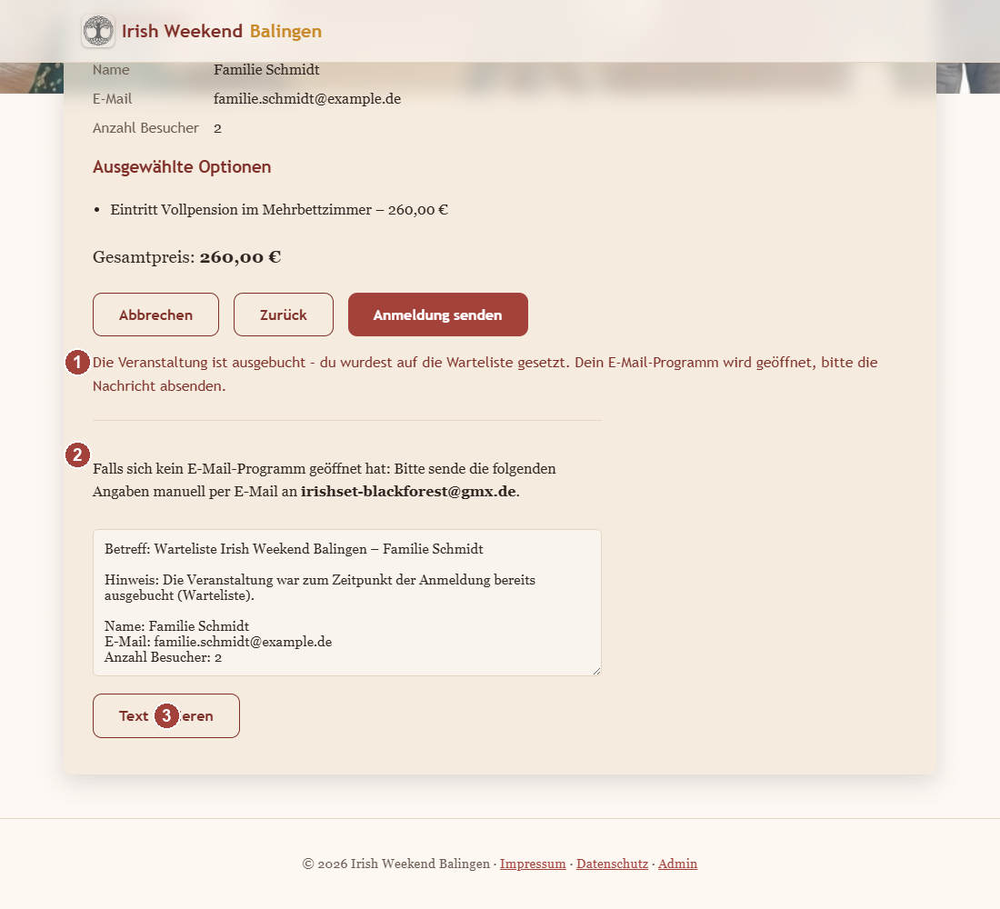 Irish Weekend Balingen
Name Familie Schmidt
E-Mail familie.schmidt@example.de
Anzahl Besucher 2
Ausgewählte Optionen
• Eintritt Vollpension im Mehrbettzimmer – 260,00 €
Gesamtpreis: 260,00 €
Abbrechen Zurück Anmeldung senden
1 Die Veranstaltung ist ausgebucht - du wurdest auf die Warteliste gesetzt. Dein E-Mail-Programm wird geöffnet, bitte die
Nachricht absenden.
2
Falls sich kein E-Mail-Programm geöffnet hat: Bitte sende die folgenden
Angaben manuell per E-Mail an irishset-blackforest@gmx.de.
Betreff: Warteliste Irish Weekend Balingen – Familie Schmidt
Hinweis: Die Veranstaltung war zum Zeitpunkt der Anmeldung bereits
ausgebucht (Warteliste).
Name: Familie Schmidt
E-Mail: familie.schmidt@example.de
Anzahl Besucher: 2
Text 3
© 2026 Irish Weekend Balingen · Impressum · Datenschutz · Admin